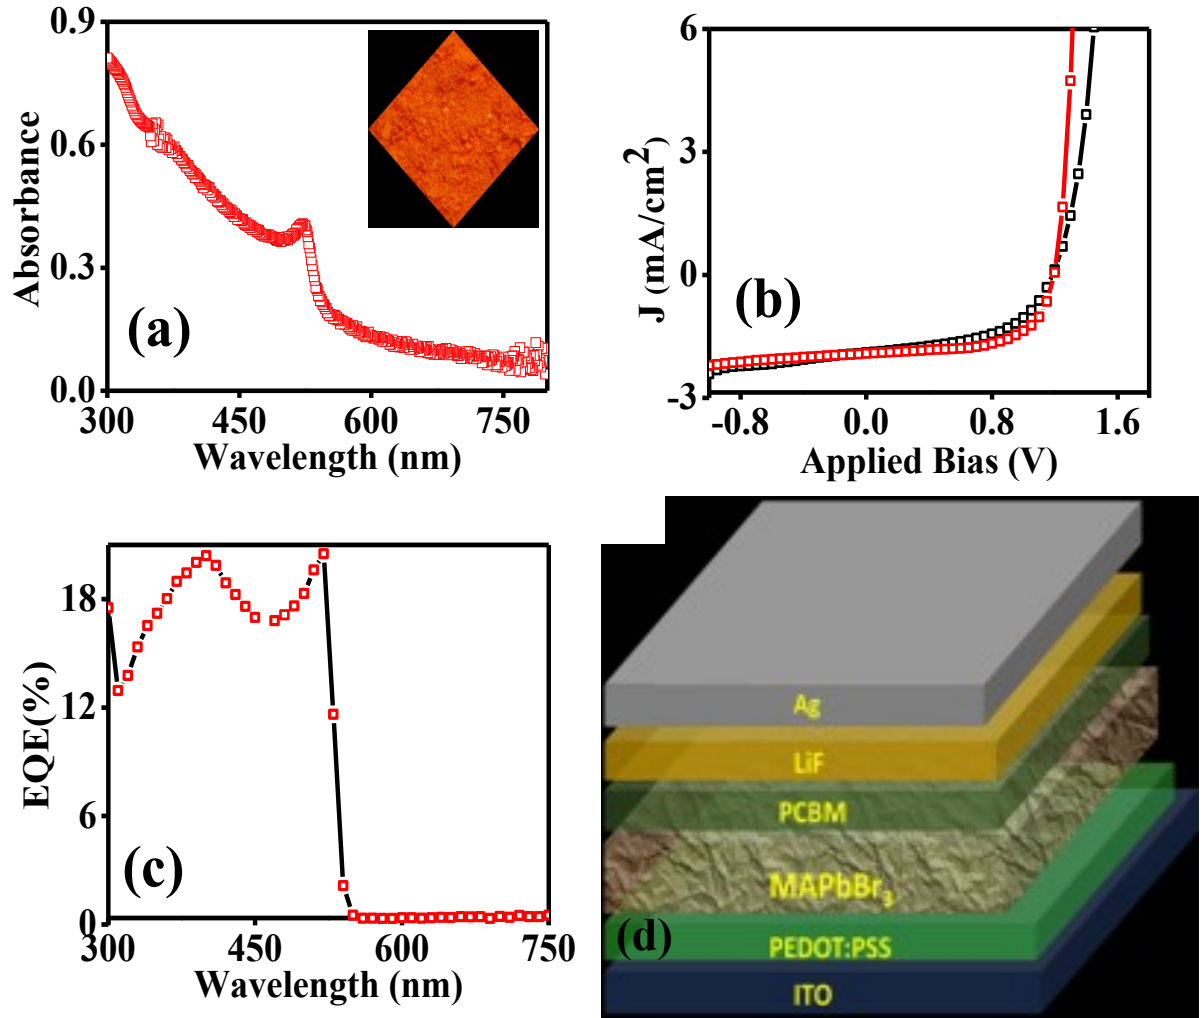 0.9
0.6
0.3
0.0
Absorbance
(a)
300
450
600
750
Wavelength (nm)
6
3
0
-3
J (mA/cm²)
(b)
-0.8
0.0
0.8
1.6
Applied Bias (V)
18
12
6
0
EQE(%)
(c)
300
450
600
750
Wavelength (nm)
Ag
LiF
PCBM
MAPbBr₃
(d)
PEDOT:PSS
ITO